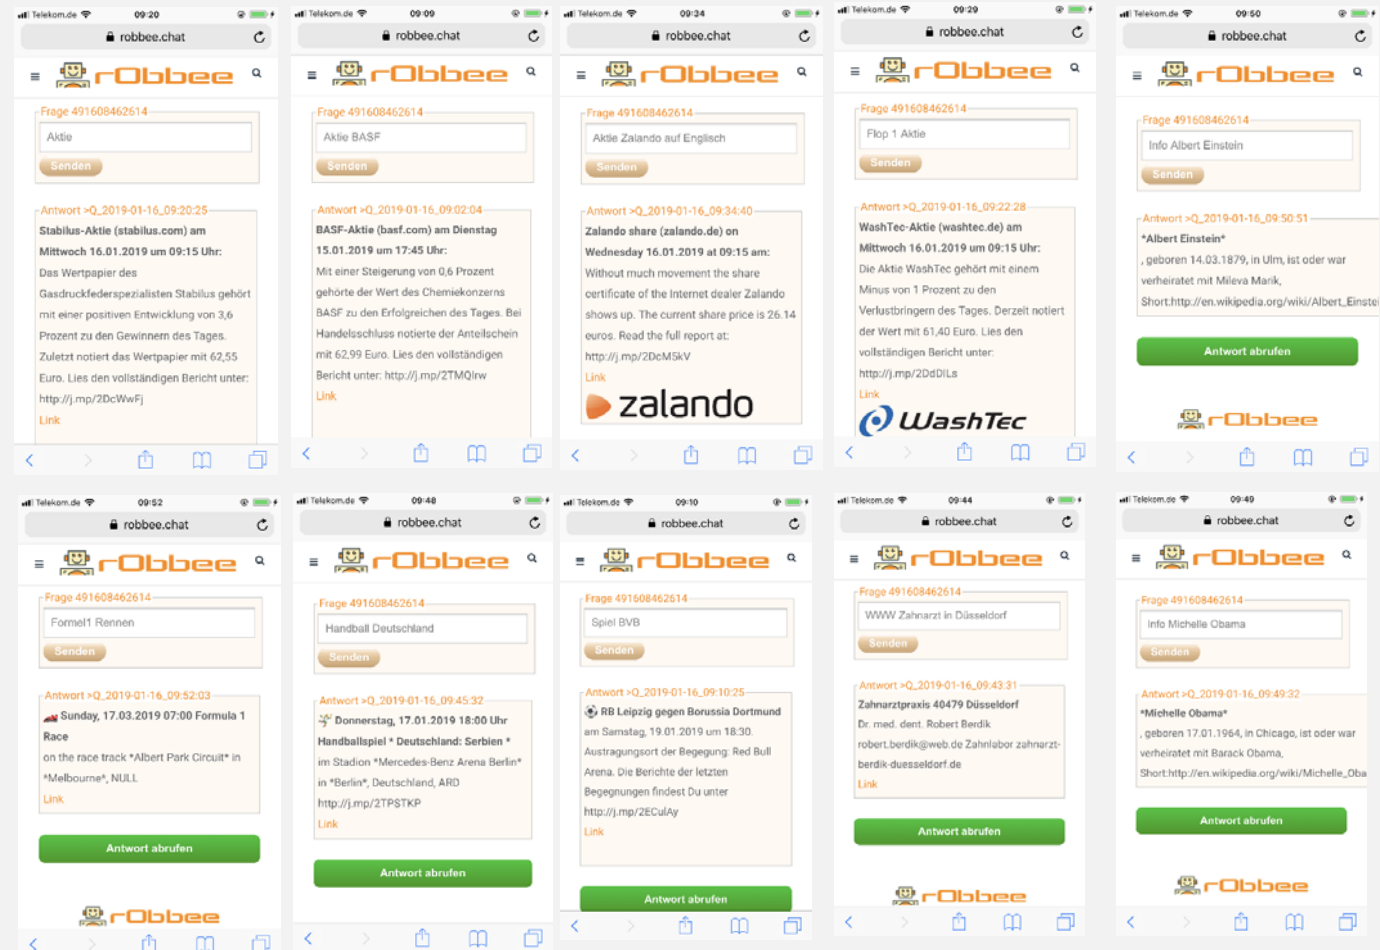 Telekom.de 09:20
robbee.chat
rObbee
Frage 491608462614
Aktie
Senden
Antwort >Q_2019-01-16_09:20:25
Stabilus-Aktie (stabilus.com) am
Mittwoch 16.01.2019 um 09:15 Uhr:
Das Wertpapier des
Gasdruckfederspezialisten Stabilus gehört
mit einer positiven Entwicklung von 3,6
Prozent zu den Gewinnern des Tages.
Zuletzt notiert das Wertpapier mit 62,55
Euro. Lies den vollständigen Bericht unter:
http://j.mp/2DcWwFj
Link
Telekom.de 09:09
robbee.chat
rObbee
Frage 491608462614
Aktie BASF
Senden
Antwort >Q_2019-01-16_09:02:04
BASF-Aktie (basf.com) am Dienstag
15.01.2019 um 17:45 Uhr:
Mit einer Steigerung von 0,6 Prozent
gehörte der Wert des Chemiekonzerns
BASF zu den Erfolgreichen des Tages. Bei
Handelsschluss notierte der Anteilschein
mit 62,99 Euro. Lies den vollständigen
Bericht unter: http://j.mp/2TMQlrw
Link
Telekom.de 09:34
robbee.chat
rObbee
Frage 491608462614
Aktie Zalando auf Englisch
Senden
Antwort >Q_2019-01-16_09:34:40
Zalando share (zalando.de) on
Wednesday 16.01.2019 at 09:15 am:
Without much movement the share
certificate of the Internet dealer Zalando
shows up. The current share price is 26.14
euros. Read the full report at:
http://j.mp/2DcM5kV
Link
zalando
Telekom.de 09:29
robbee.chat
rObbee
Frage 491608462614
Flop 1 Aktie
Senden
Antwort >Q_2019-01-16_09:22:28
WashTec-Aktie (washtec.de) am
Mittwoch 16.01.2019 um 09:15 Uhr:
Die Aktie WashTec gehört mit einem
Minus von 1 Prozent zu den
Verlustbringern des Tages. Derzeit notiert
der Wert mit 61,40 Euro. Lies den
vollständigen Bericht unter:
http://j.mp/2DdDlLs
Link
WashTec
Telekom.de 09:50
robbee.chat
rObbee
Frage 491608462614
Info Albert Einstein
Senden
Antwort >Q_2019-01-16_09:50:51
*Albert Einstein*
, geboren 14.03.1879, in Ulm, ist oder war
verheiratet mit Mileva Marik,
Short:http://en.wikipedia.org/wiki/Albert_Einste
Antwort abrufen
rObbee
Telekom.de 09:52
robbee.chat
rObbee
Frage 491608462614
Formel1 Rennen
Senden
Antwort >Q_2019-01-16_09:52:03
Sunday, 17.03.2019 07:00 Formula 1
Race
on the race track *Albert Park Circuit* in
*Melbourne*, NULL
Link
Antwort abrufen
rObbee
Telekom.de 09:48
robbee.chat
rObbee
Frage 491608462614
Handball Deutschland
Senden
Antwort >Q_2019-01-16_09:45:32
Donnerstag, 17.01.2019 18:00 Uhr
Handballspiel * Deutschland: Serbien *
im Stadion *Mercedes-Benz Arena Berlin*
in *Berlin*, Deutschland, ARD
http://j.mp/2TPSTKP
Link
Antwort abrufen
Telekom.de 09:10
robbee.chat
rObbee
Frage 491608462614
Spiel BVB
Senden
Antwort >Q_2019-01-16_09:10:25
RB Leipzig gegen Borussia Dortmund
am Samstag, 19.01.2019 um 18:30.
Austragungsort der Begegnung: Red Bull
Arena. Die Berichte der letzten
Begegnungen findest Du unter
http://j.mp/2ECulAy
Link
Antwort abrufen
Telekom.de 09:44
robbee.chat
rObbee
Frage 491608462614
WWW Zahnarzt in Düsseldorf
Senden
Antwort >Q_2019-01-16_09:43:31
Zahnarztpraxis 40479 Düsseldorf
Dr. med. dent. Robert Berdik
robert.berdik@web.de Zahnlabor zahnarzt-
berdik-duesseldorf.de
Link
Antwort abrufen
rObbee
Telekom.de 09:49
robbee.chat
rObbee
Frage 491608462614
Info Michelle Obama
Senden
Antwort >Q_2019-01-16_09:49:32
*Michelle Obama*
, geboren 17.01.1964, in Chicago, ist oder war
verheiratet mit Barack Obama,
Short:http://en.wikipedia.org/wiki/Michelle_Oba
Antwort abrufen
rObbee